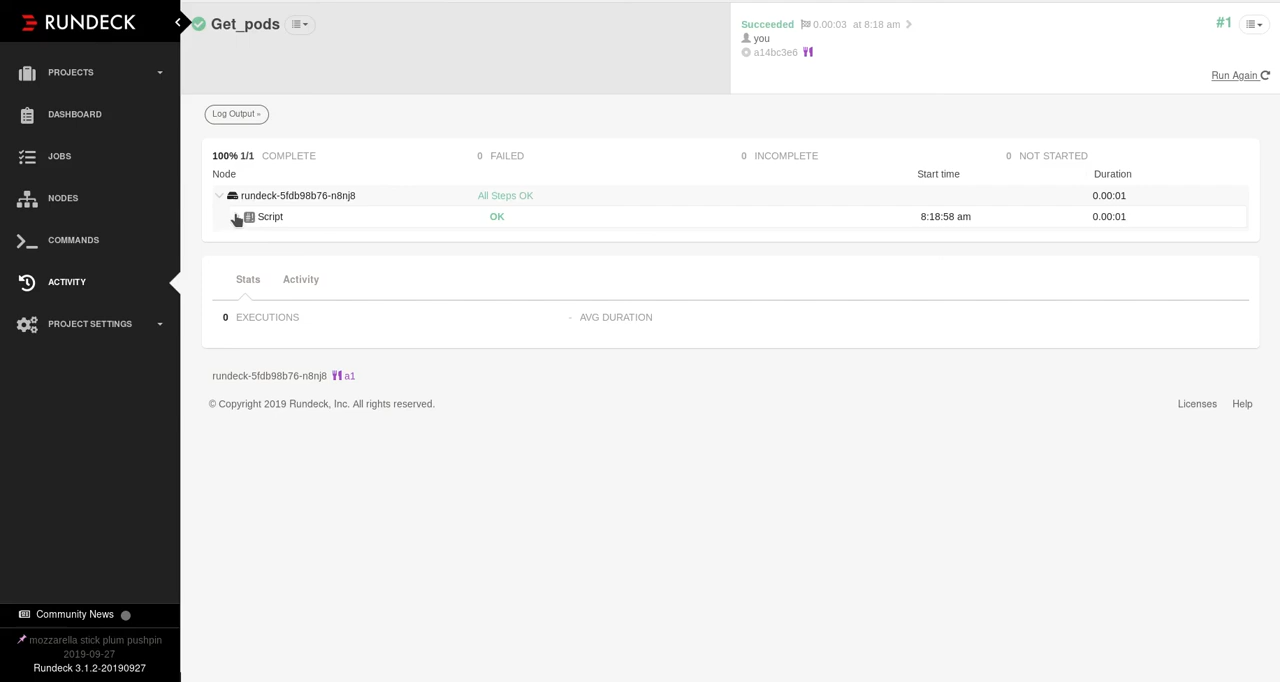 RUNDECK
PROJECTS
DASHBOARD
JOBS
NODES
COMMANDS
ACTIVITY
PROJECT SETTINGS
Community News
mozzarella stick plum pushpin
2019-09-27
Rundeck 3.1.2-20190927
Get_pods
Succeeded 0.00:03 at 8:18 am
you
a14bc3e6
#1
Run Again
Log Output »
100% 1/1 COMPLETE 0 FAILED 0 INCOMPLETE 0 NOT STARTED
Node Start time Duration
rundeck-5fdb98b76-n8nj8 All Steps OK 0.00:01
Script OK 8:18:58 am 0.00:01
Stats Activity
0 EXECUTIONS - AVG DURATION
rundeck-5fdb98b76-n8nj8 a1
© Copyright 2019 Rundeck, Inc. All rights reserved.
Licenses Help